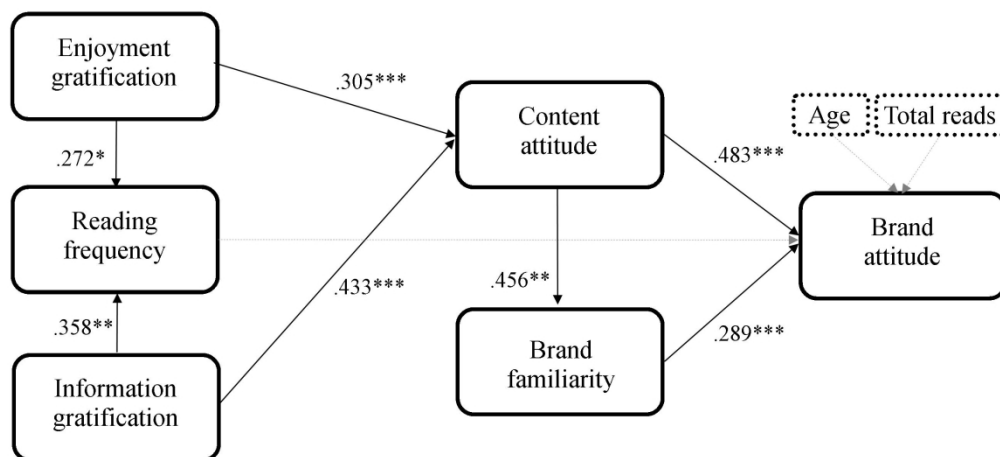 Enjoyment
gratification
.305***
Content
attitude
Age
Total reads
.272*
.483***
Reading
frequency
Brand
attitude
.433***
.456**
.358**
.289***
Information
gratification
Brand
familiarity